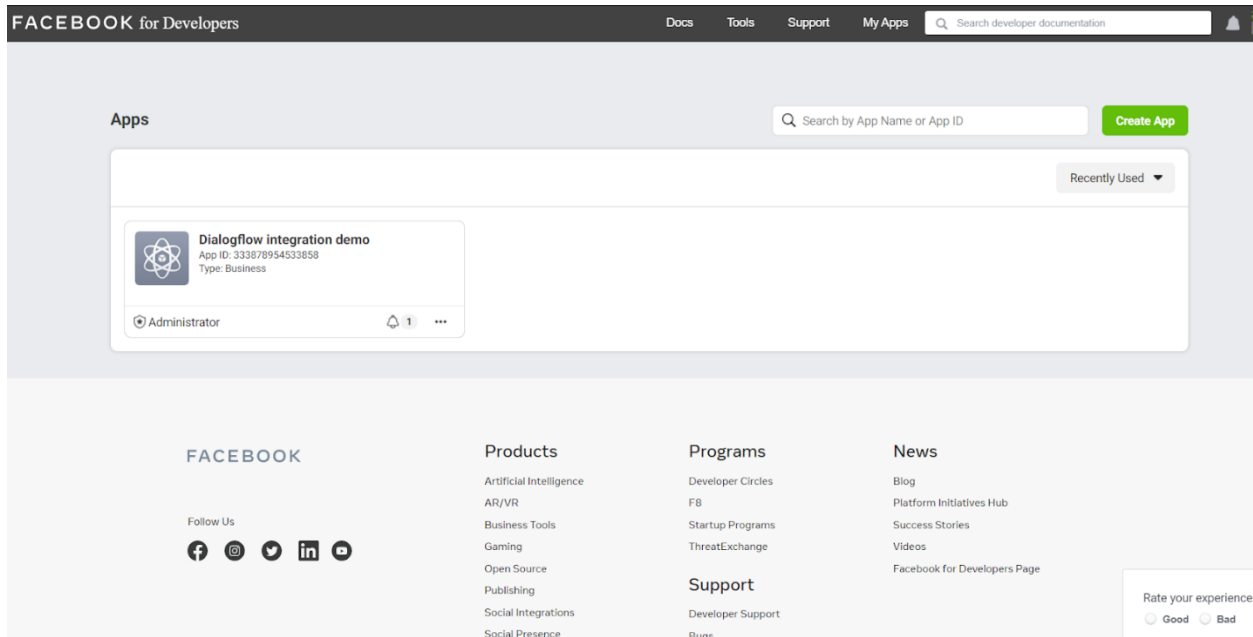 FACEBOOK for Developers
Docs Tools Support My Apps Search developer documentation
Apps
Search by App Name or App ID
Create App
Recently Used
Dialogflow integration demo
App ID: 333878954533858
Type: Business
Administrator
1
FACEBOOK
Follow Us
Products
Artificial Intelligence
AR/VR
Business Tools
Gaming
Open Source
Publishing
Social Integrations
Social Presence
Programs
Developer Circles
F8
Startup Programs
ThreatExchange
Support
Developer Support
Bugs
News
Blog
Platform Initiatives Hub
Success Stories
Videos
Facebook for Developers Page
Rate your experience
Good Bad